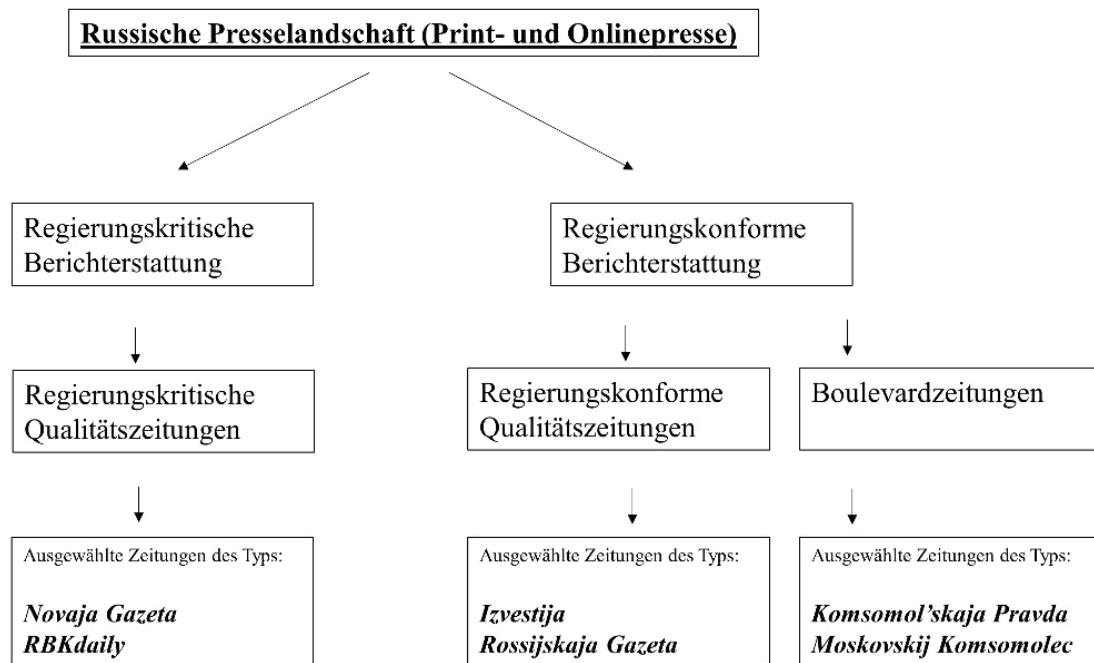 Russische Presselandschaft (Print- und Onlinepresse)
Regierungskritische
Berichterstattung
Regierungskonforme
Berichterstattung
Regierungskritische
Qualitätszeitungen
Regierungskonforme
Qualitätszeitungen
Boulevardzeitungen
Ausgewählte Zeitungen des Typs:
Novaja Gazeta
RBKdaily
Ausgewählte Zeitungen des Typs:
Izvestija
Rossijskaja Gazeta
Ausgewählte Zeitungen des Typs:
Komsomol’skaja Pravda
Moskovskij Komsomolec